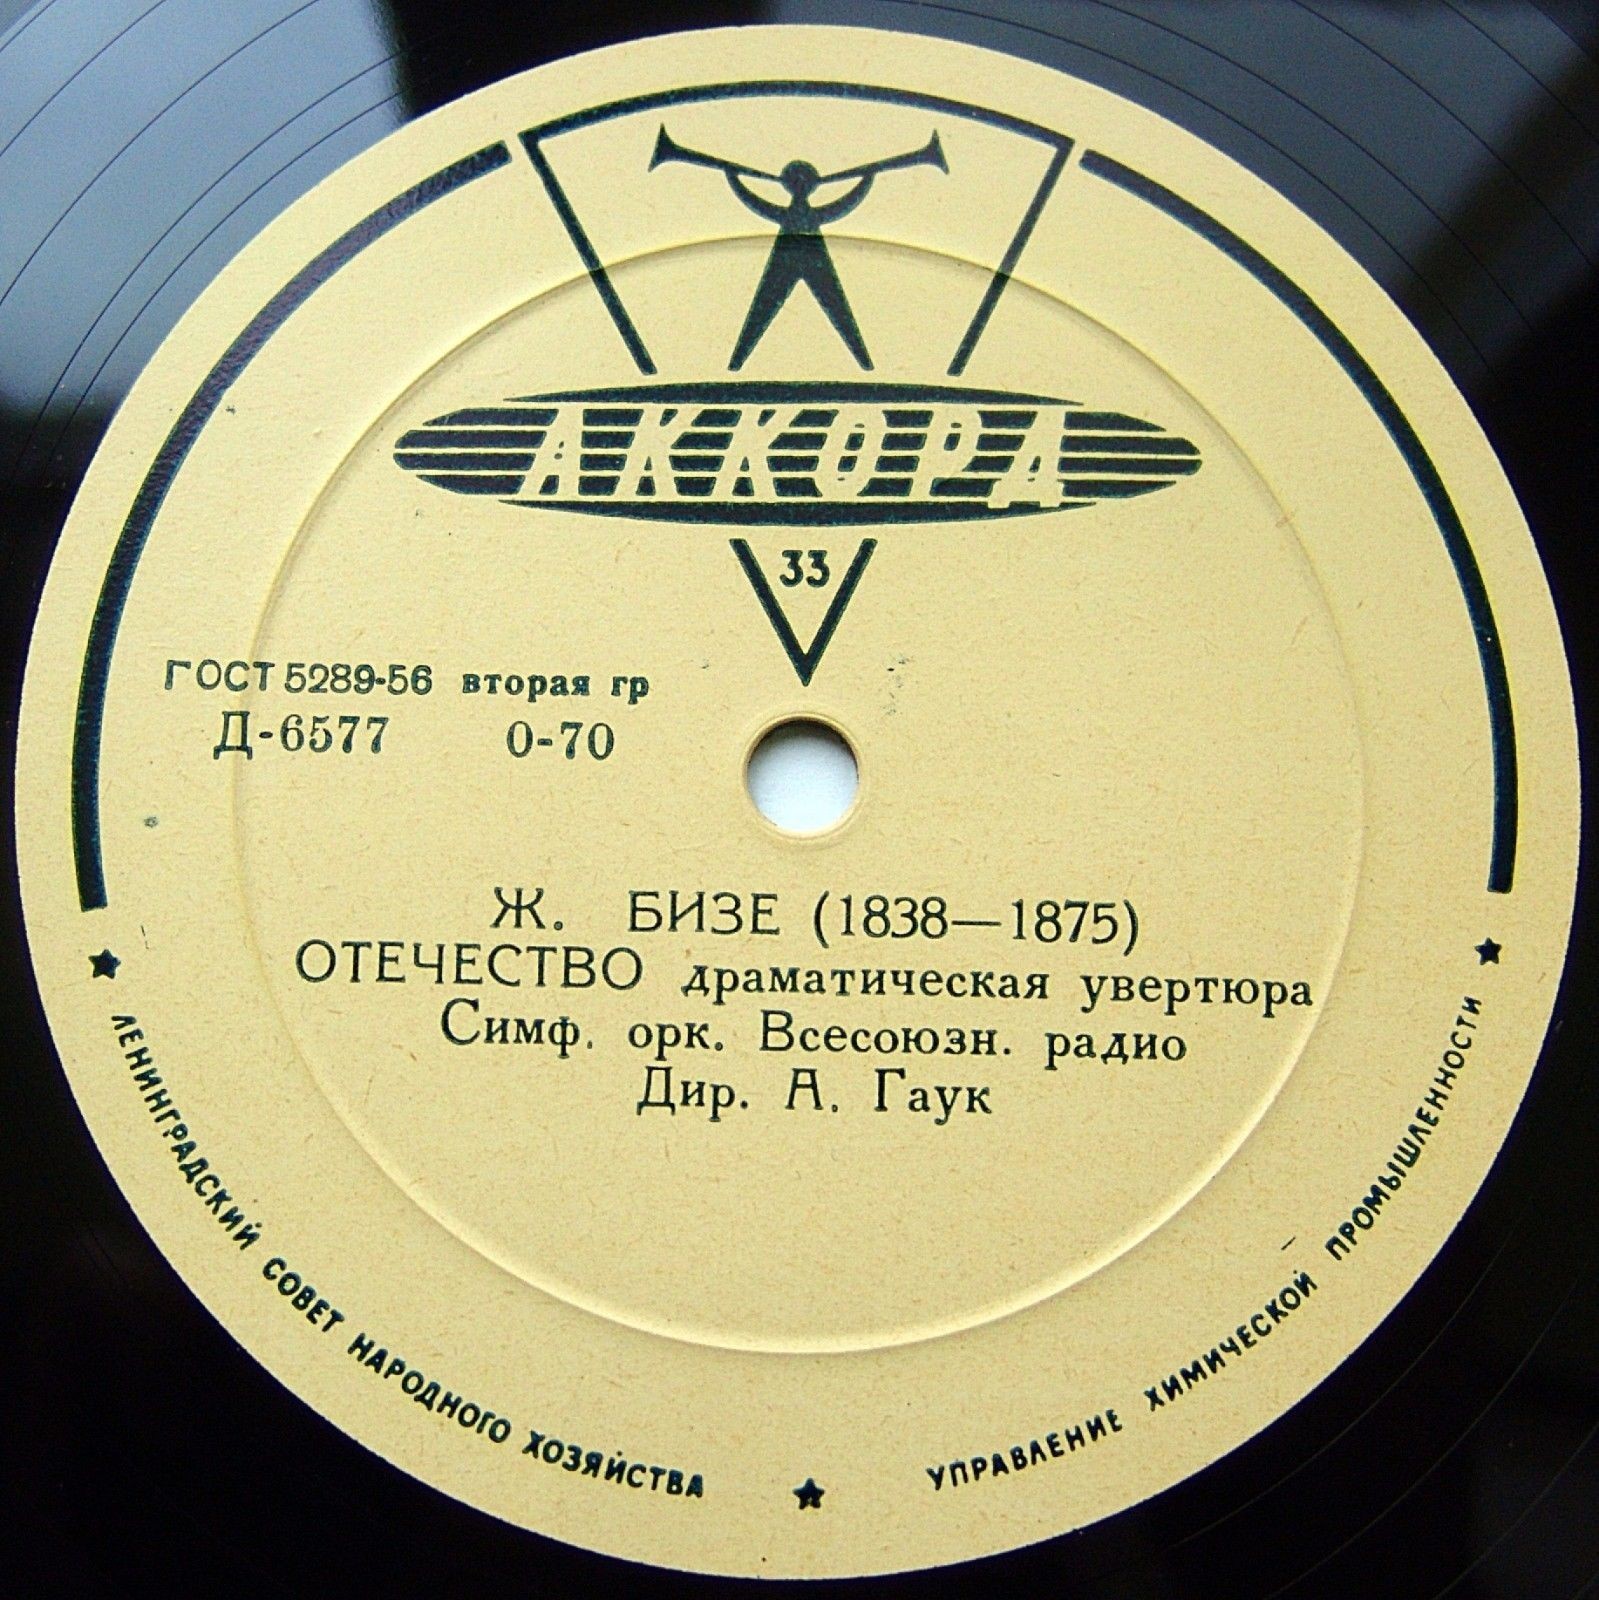 АККОРД
33
ГОСТ 5289-56 вторая гр
Д-6577 0-70
Ж. БИЗЕ (1838—1875)
ОТЕЧЕСТВО драматическая увертюра
Симф. орк. Всесоюзн. радио
Дир. А. Гаук
ЛЕНИНГРАДСКИЙ СОВЕТ НАРОДНОГО ХОЗЯЙСТВА
УПРАВЛЕНИЕ ХИМИЧЕСКОЙ ПРОМЫШЛЕННОСТИ